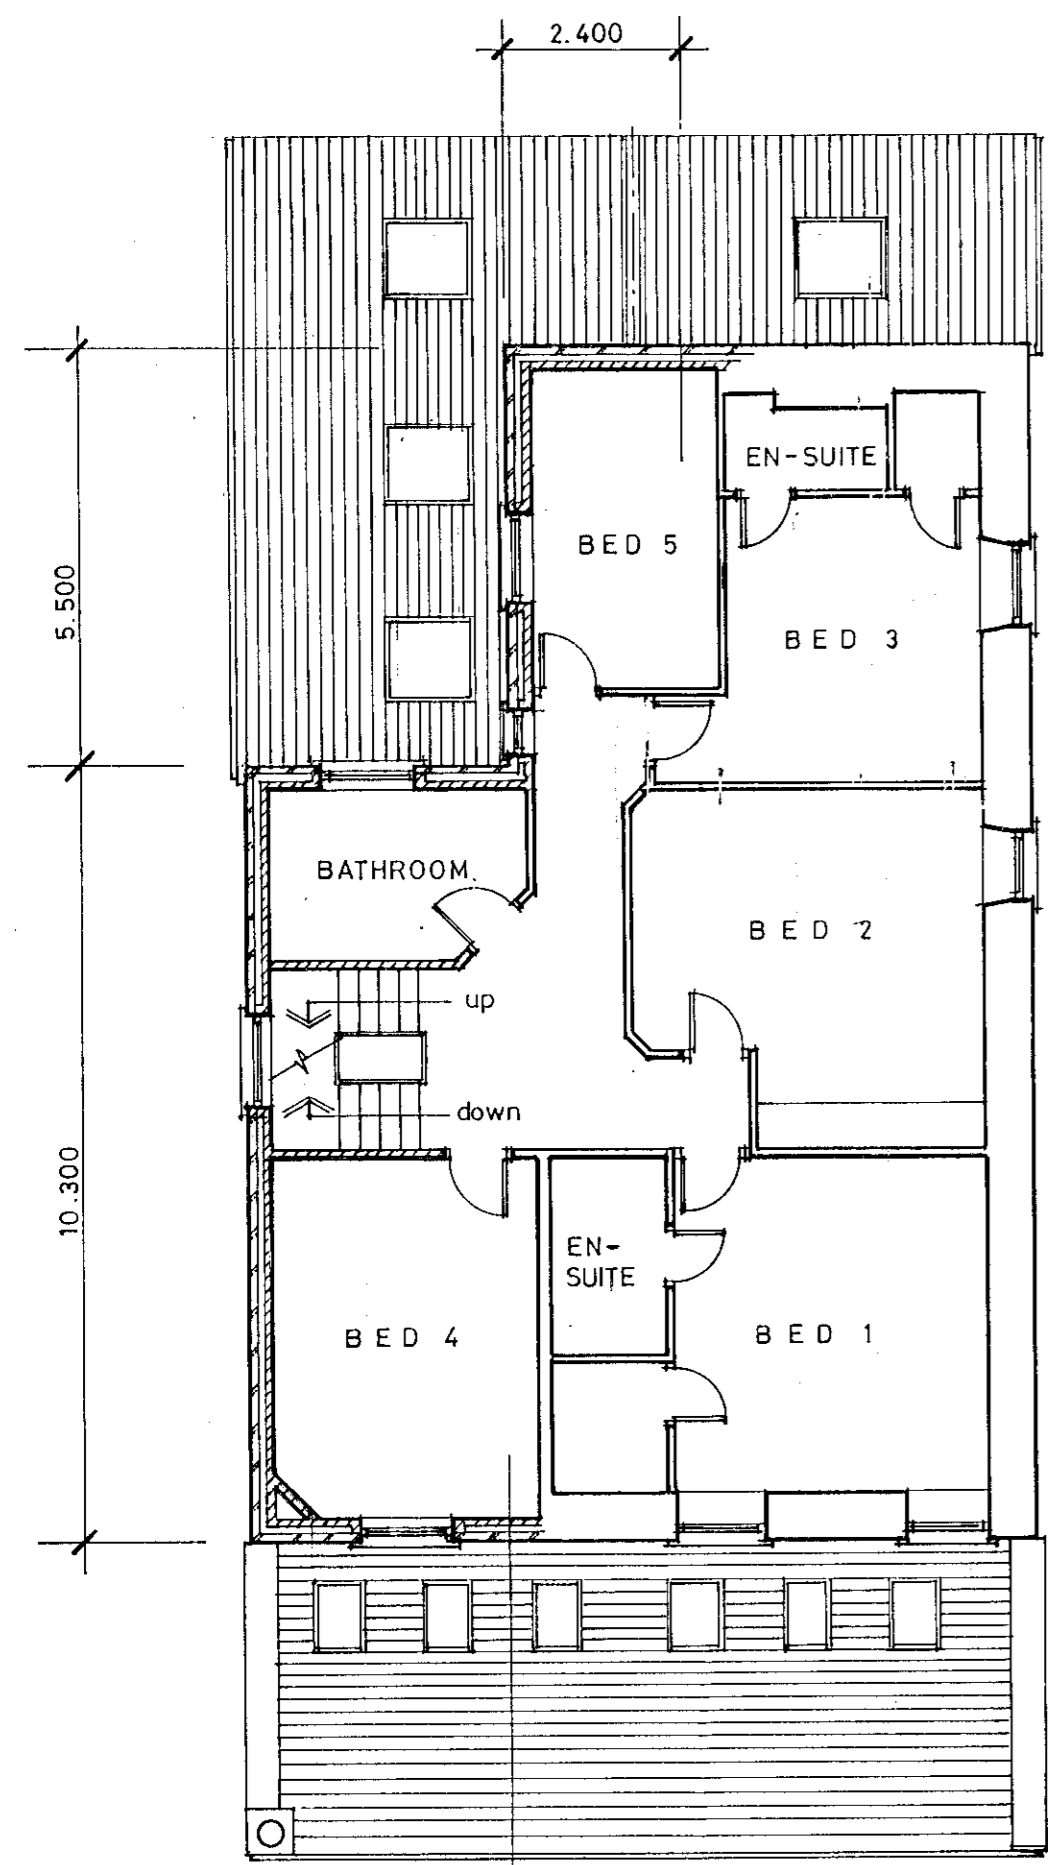 2.400
EN-SUITE
BED 5
5.500
BED 3
BATHROOM
BED 2
up
down
10.300
EN-
SUITE
BED 4
BED 1